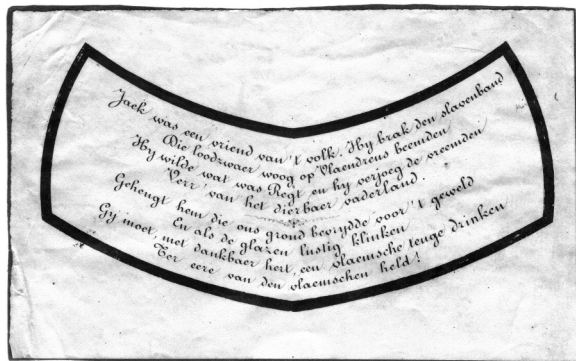 Jaek was een vriend van 't volk. Hy brak den slavenband
Die loodzwaer woog op Vlaendrens beemden
Hy wilde wat was Regt en hy verjoeg de vreemden
Verr' van het dierbaer vaderland.
Gehengt hem die ons grond bevrydde voor 't geweld
En als de glazen lustig klinken
Gy moet, met dankbaer hert, een vlaemsche teuge drinken
Ter eere van den vlaemschen held!